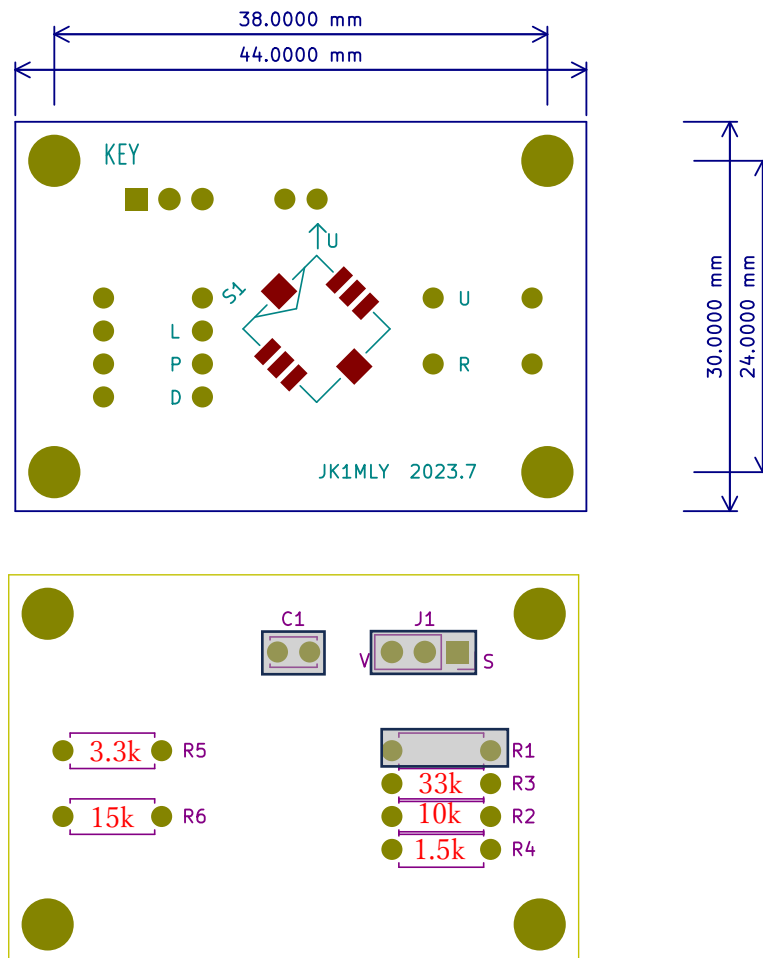 38.0000 mm
44.0000 mm
KEY
U
S1
U
L
P
R
D
30.0000 mm
24.0000 mm
JK1MLY 2023.7
C1
J1
V
S
3.3k
R5
R1
33k
R3
15k
R6
10k
R2
1.5k
R4